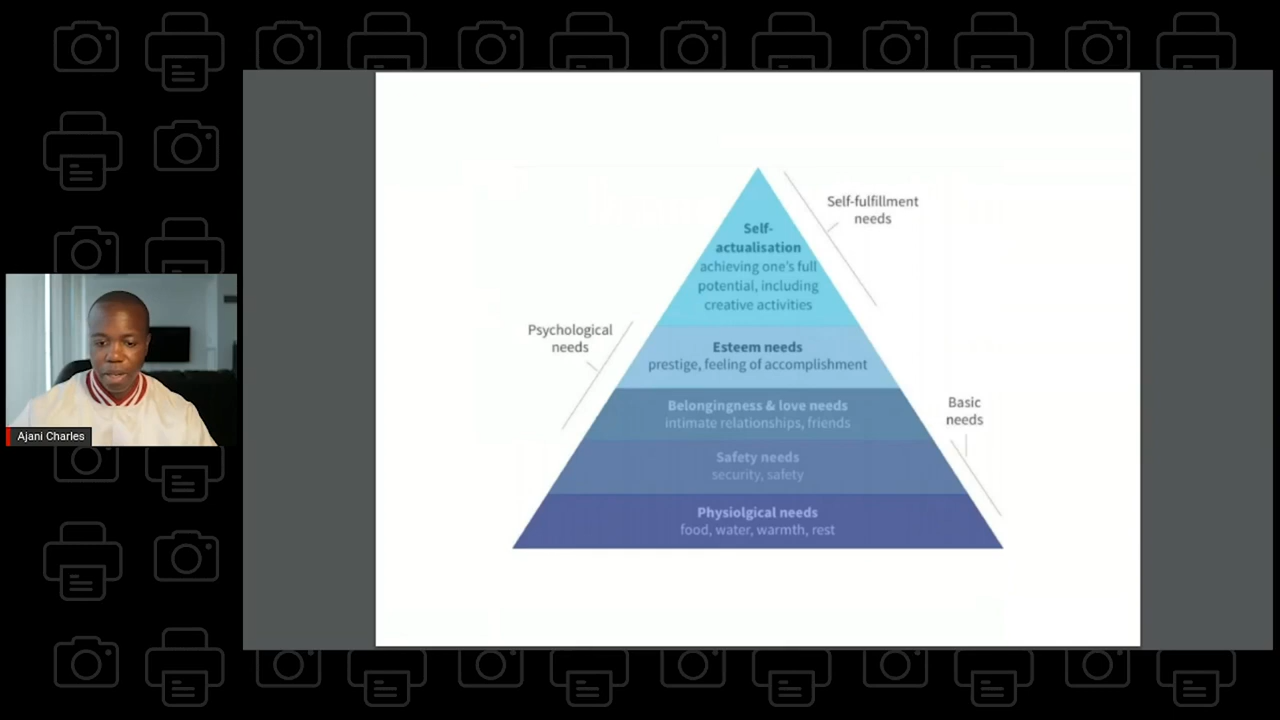 Self-
actualisation
achieving one's full
potential, including
creative activities
Self-fulfillment
needs
Psychological
needs
Esteem needs
prestige, feeling of accomplishment
Belongingness & love needs
intimate relationships, friends
Basic
needs
Safety needs
security, safety
Physiolgical needs
food, water, warmth, rest
Ajani Charles